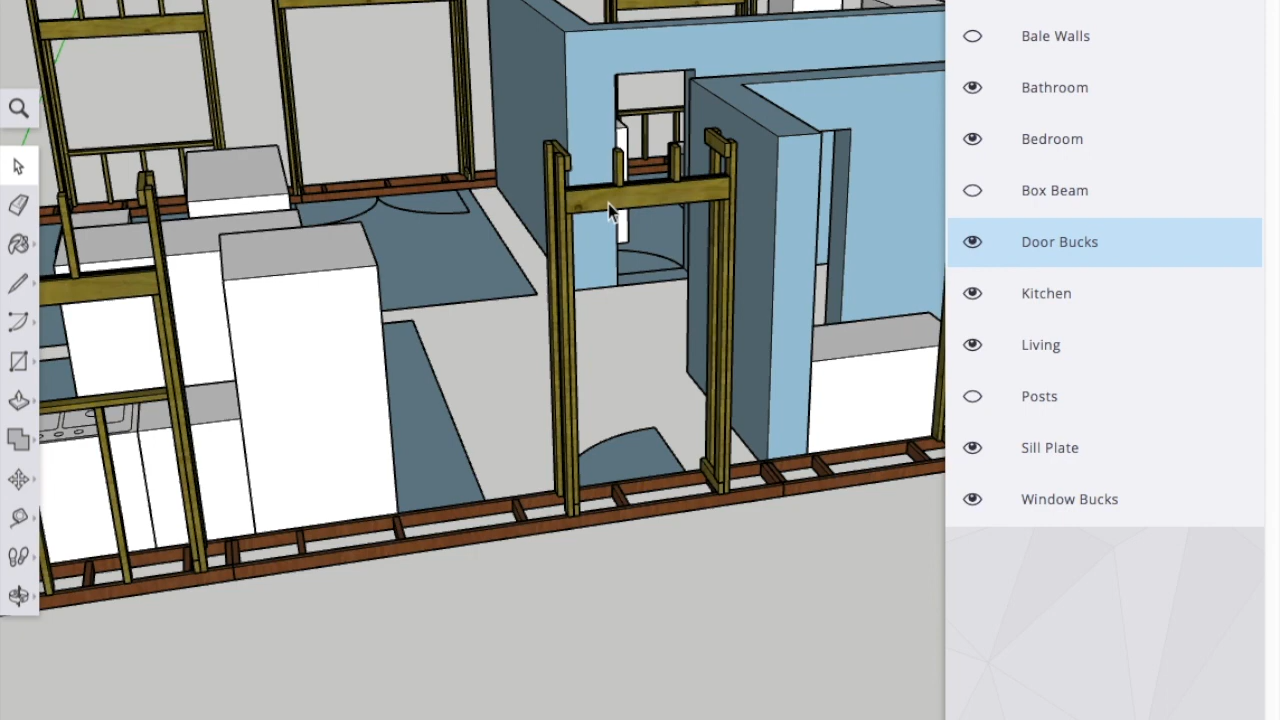 Bale Walls
Bathroom
Bedroom
Box Beam
Door Bucks
Kitchen
Living
Posts
Sill Plate
Window Bucks